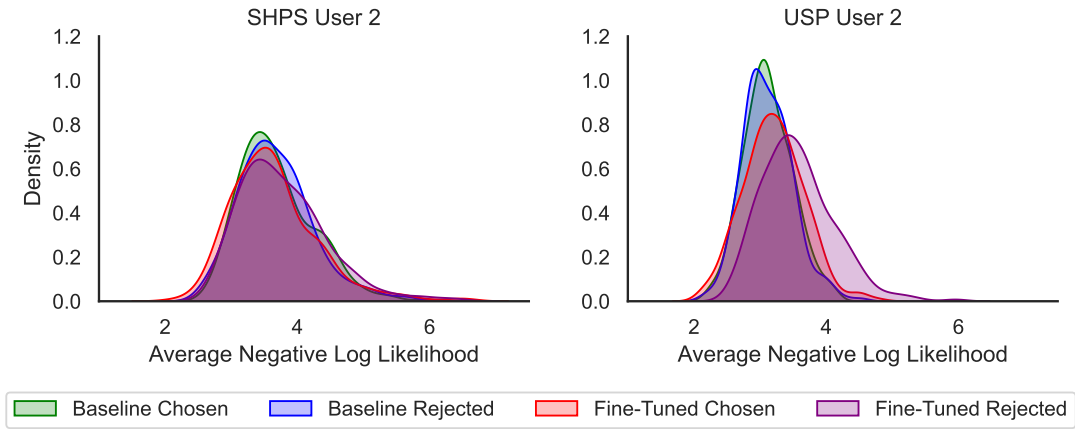 SHPS User 2
USP User 2
1.2
1.0
0.8
0.6
0.4
0.2
0.0
Density
2 4 6
Average Negative Log Likelihood
1.2
1.0
0.8
0.6
0.4
0.2
0.0
2 4 6
Average Negative Log Likelihood
Baseline Chosen Baseline Rejected Fine-Tuned Chosen Fine-Tuned Rejected